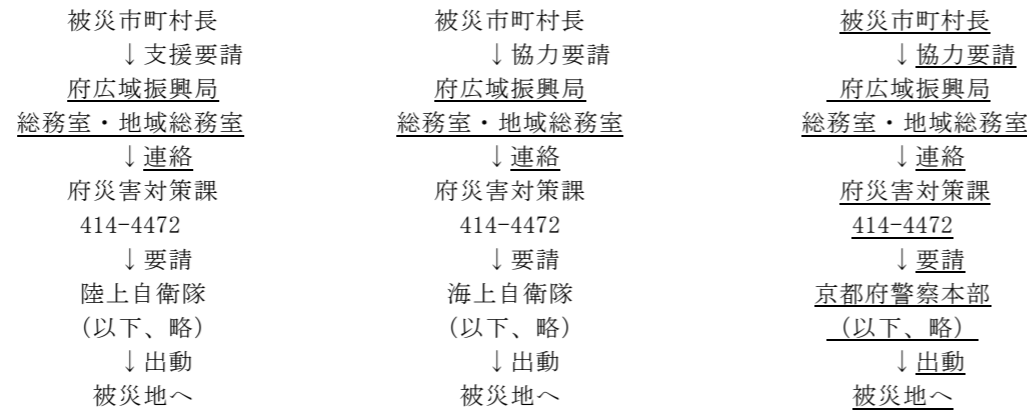 被災市町村長
↓支援要請
府広域振興局
総務室・地域総務室
↓連絡
府災害対策課
414-4472
↓要請
陸上自衛隊
(以下、略)
↓出動
被災地へ
被災市町村長
↓協力要請
府広域振興局
総務室・地域総務室
↓連絡
府災害対策課
414-4472
↓要請
海上自衛隊
(以下、略)
↓出動
被災地へ
被災市町村長
↓協力要請
府広域振興局
総務室・地域総務室
↓連絡
府災害対策課
414-4472
↓要請
京都府警察本部
(以下、略)
↓出動
被災地へ